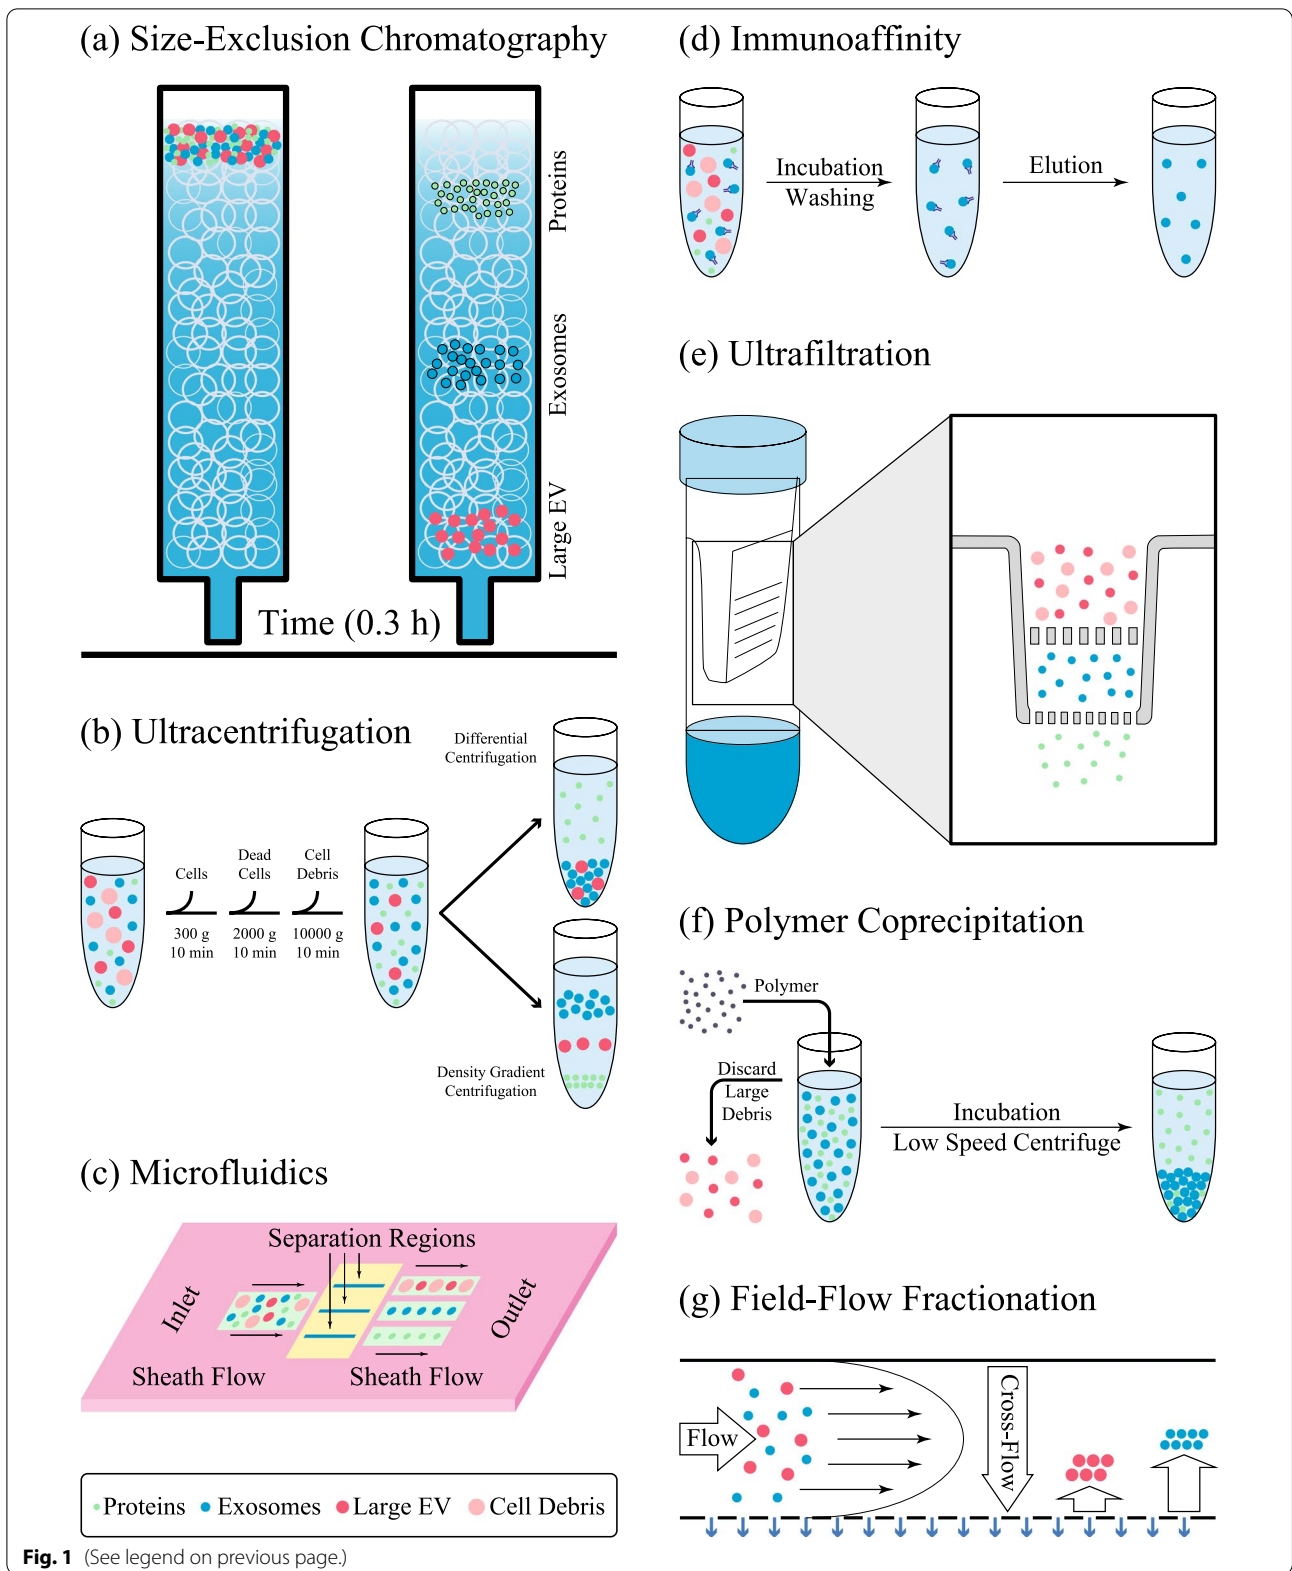 (a) Size-Exclusion Chromatography
Proteins
Exosomes
Large EV
Time (0.3 h)
(b) Ultracentrifugation
Differential
Centrifugation
Cells
Dead
Cells
Cell
Debris
300 g
10 min
2000 g
10 min
10000 g
10 min
Density Gradient
Centrifugation
(c) Microfluidics
Separation Regions
Inlet
Outlet
Sheath Flow
Sheath Flow
Proteins
Exosomes
Large EV
Cell Debris
(d) Immunoaffinity
Incubation
Washing
Elution
(e) Ultrafiltration
(f) Polymer Coprecipitation
Polymer
Discard
Large
Debris
Incubation
Low Speed Centrifuge
(g) Field-Flow Fractionation
Flow
Cross-Flow
Fig. 1 (See legend on previous page.)